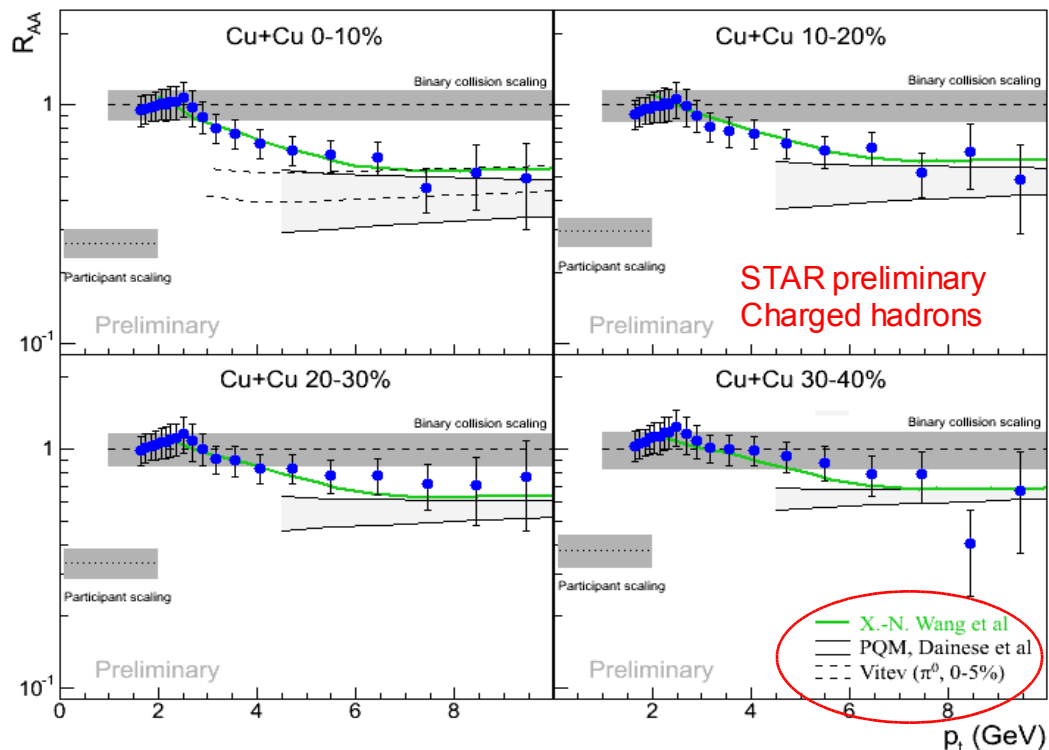 R_AA
Cu+Cu 0-10%
Binary collision scaling
1
Participant scaling
Preliminary
10⁻¹
Cu+Cu 10-20%
Binary collision scaling
Participant scaling
STAR preliminary
Charged hadrons
Preliminary
Cu+Cu 20-30%
Binary collision scaling
1
Participant scaling
Preliminary
10⁻¹
0 2 4 6 8
Cu+Cu 30-40%
Binary collision scaling
Participant scaling
X.-N. Wang et al
PQM, Dainese et al
Vitev (π⁰, 0-5%)
Preliminary
2 4 6 8
p_t (GeV)